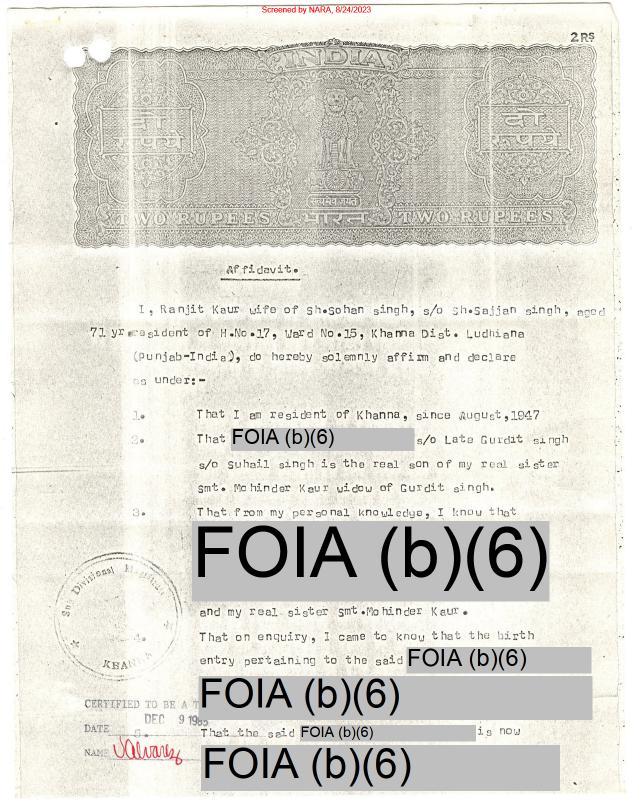 Screened by NARA, 8/24/2023
2RS
INDIA
दो
रुपये
दो
रुपये
सत्यमेव जयते
TWO RUPEES भारत TWO RUPEES
Affidavit.
I, Ranjit Kaur wife of Sh.Sohan singh, s/o Sh.Sajjan singh, aged
71 yr resident of H.No.17, Ward No.15, Khanna Dist. Ludhiana
(Punjab-India), do hereby solemnly affirm and declare
as under:-
1. That I am resident of Khanna, since August,1947
2. That FOIA (b)(6) s/o Late Gurdit singh
s/o Suhail singh is the real son of my real sister
Smt. Mohinder Kaur widow of Gurdit singh.
3. That from my personal knowledge, I know that
FOIA (b)(6)
and my real sister Smt.Mohinder Kaur.
4. That on enquiry, I came to know that the birth
entry pertaining to the said FOIA (b)(6)
FOIA (b)(6)
5. That the said FOIA (b)(6) is now
FOIA (b)(6)
Sub Divisional Magistrate
KHANNA
CERTIFIED TO BE A T
DATE DEC 9 1985
NAME JAlvarez